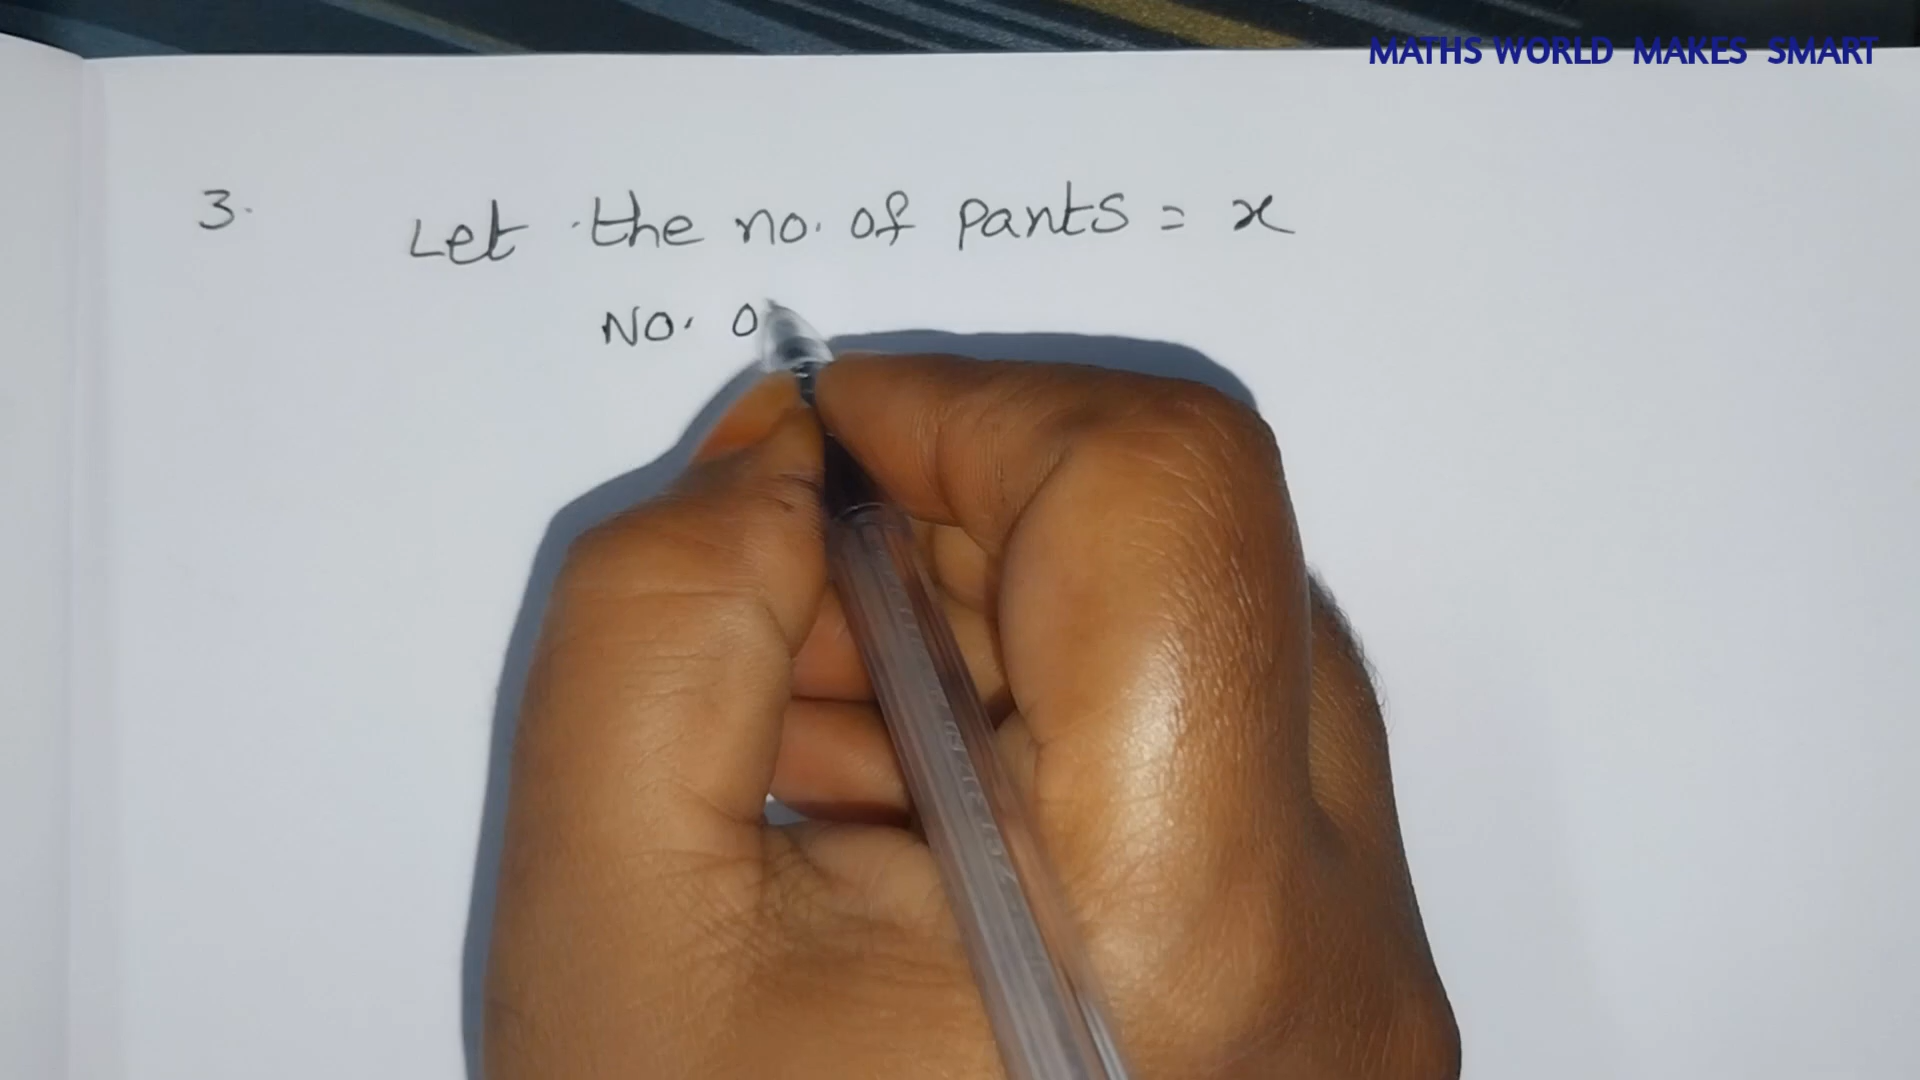 MATHS WORLD MAKES SMART
3. Let the no. of pants = x
No. o